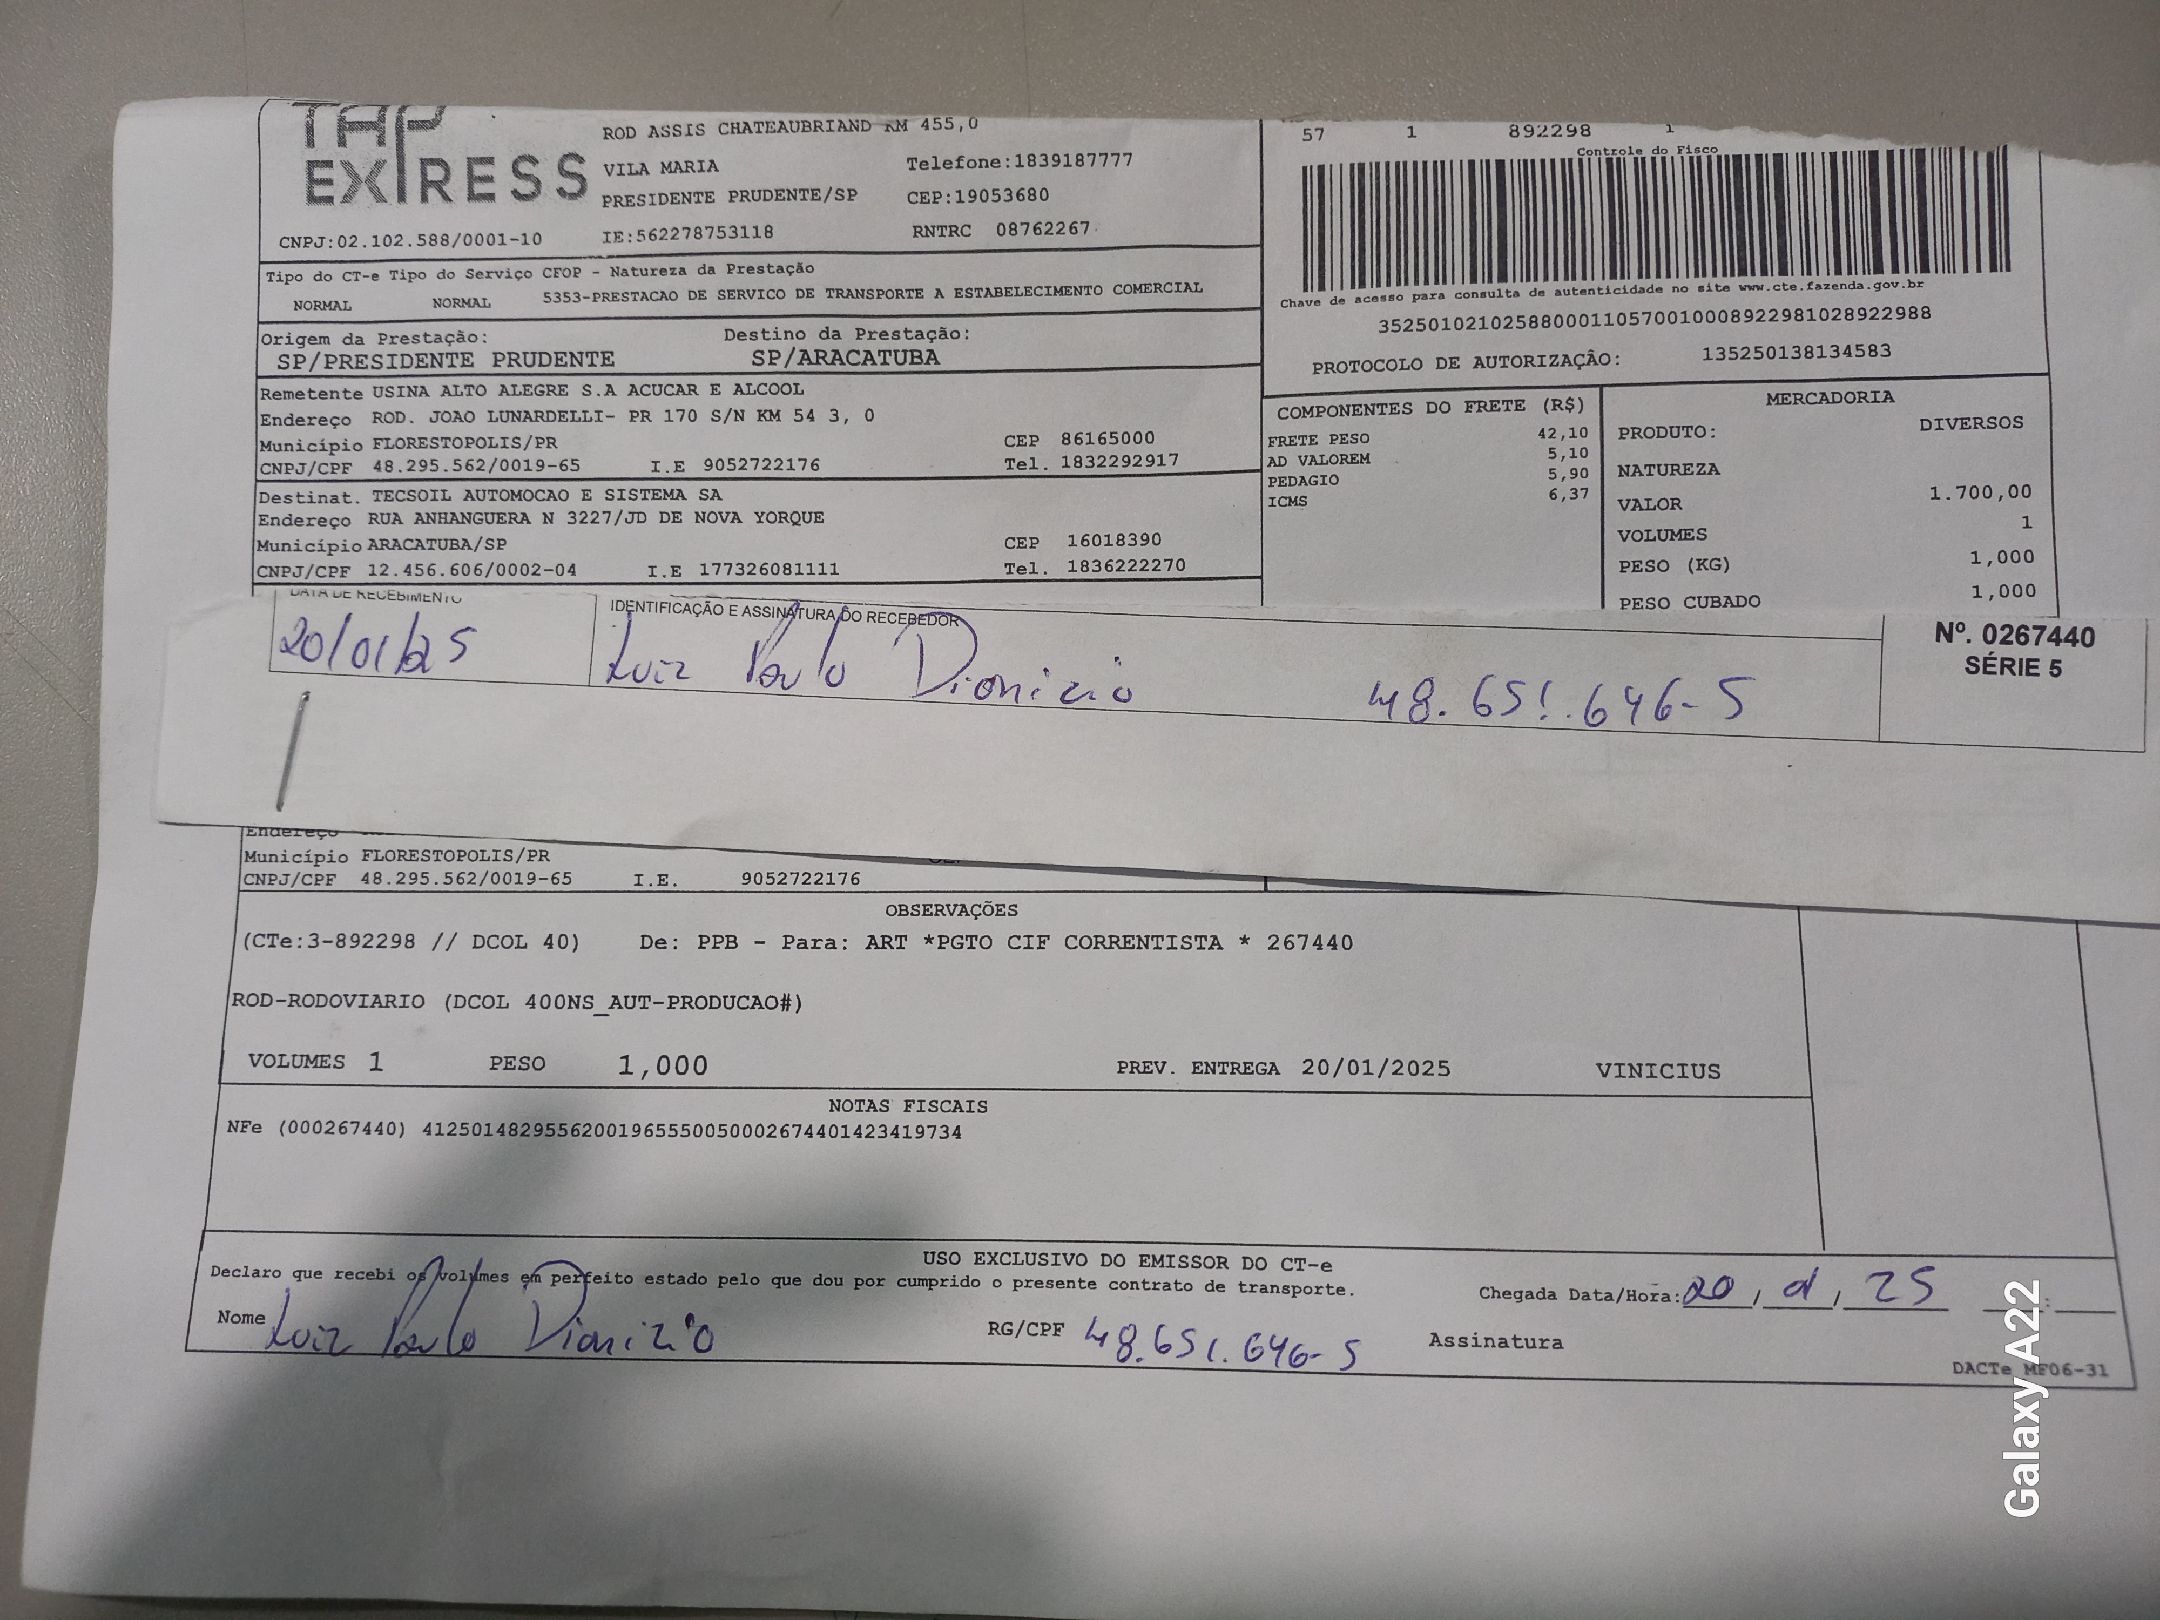 TAP
EXPRESS
ROD ASSIS CHATEAUBRIAND KM 455,0
VILA MARIA Telefone:1839187777
PRESIDENTE PRUDENTE/SP CEP:19053680
CNPJ:02.102.588/0001-10 IE:562278753118 RNTRC 08762267
57 1 892298 1
Controle do Fisco
Tipo do CT-e Tipo do Serviço CFOP - Natureza da Prestação
NORMAL NORMAL 5353-PRESTACAO DE SERVICO DE TRANSPORTE A ESTABELECIMENTO COMERCIAL
Chave de acesso para consulta de autenticidade no site www.cte.fazenda.gov.br
35250102102588000110570010008922981028922988
PROTOCOLO DE AUTORIZAÇÃO: 135250138134583
Origem da Prestação: Destino da Prestação:
SP/PRESIDENTE PRUDENTE SP/ARACATUBA
Remetente USINA ALTO ALEGRE S.A ACUCAR E ALCOOL
Endereço ROD. JOAO LUNARDELLI- PR 170 S/N KM 54 3, 0
Município FLORESTOPOLIS/PR CEP 86165000
CNPJ/CPF 48.295.562/0019-65 I.E 9052722176 Tel. 1832292917
Destinat. TECSOIL AUTOMOCAO E SISTEMA SA
Endereço RUA ANHANGUERA N 3227/JD DE NOVA YORQUE
Município ARACATUBA/SP CEP 16018390
CNPJ/CPF 12.456.606/0002-04 I.E 177326081111 Tel. 1836222270
COMPONENTES DO FRETE (R$)
FRETE PESO 42,10
AD VALOREM 5,10
PEDAGIO 5,90
ICMS 6,37
MERCADORIA
PRODUTO: DIVERSOS
NATUREZA
VALOR 1.700,00
VOLUMES 1
PESO (KG) 1,000
PESO CUBADO 1,000
DATA DE RECEBIMENTO IDENTIFICAÇÃO E ASSINATURA DO RECEBEDOR
20/01/25 Luiz Paulo Dionizio 48.651.646-5
Nº. 0267440
SÉRIE 5
Endereço
Município FLORESTOPOLIS/PR
CNPJ/CPF 48.295.562/0019-65 I.E. 9052722176
OBSERVAÇÕES
(CTe:3-892298 // DCOL 40) De: PPB - Para: ART *PGTO CIF CORRENTISTA * 267440
ROD-RODOVIARIO (DCOL 400NS_AUT-PRODUCAO#)
VOLUMES 1 PESO 1,000 PREV. ENTREGA 20/01/2025 VINICIUS
NOTAS FISCAIS
NFe (000267440) 41250148295562001965550050002674401423419734
USO EXCLUSIVO DO EMISSOR DO CT-e
Declaro que recebi os volumes em perfeito estado pelo que dou por cumprido o presente contrato de transporte.
Chegada Data/Hora: 20, 01, 25 :
Nome Luiz Paulo Dionizio RG/CPF 48.651.646-5 Assinatura
DACTe MF06-31
Galaxy A22